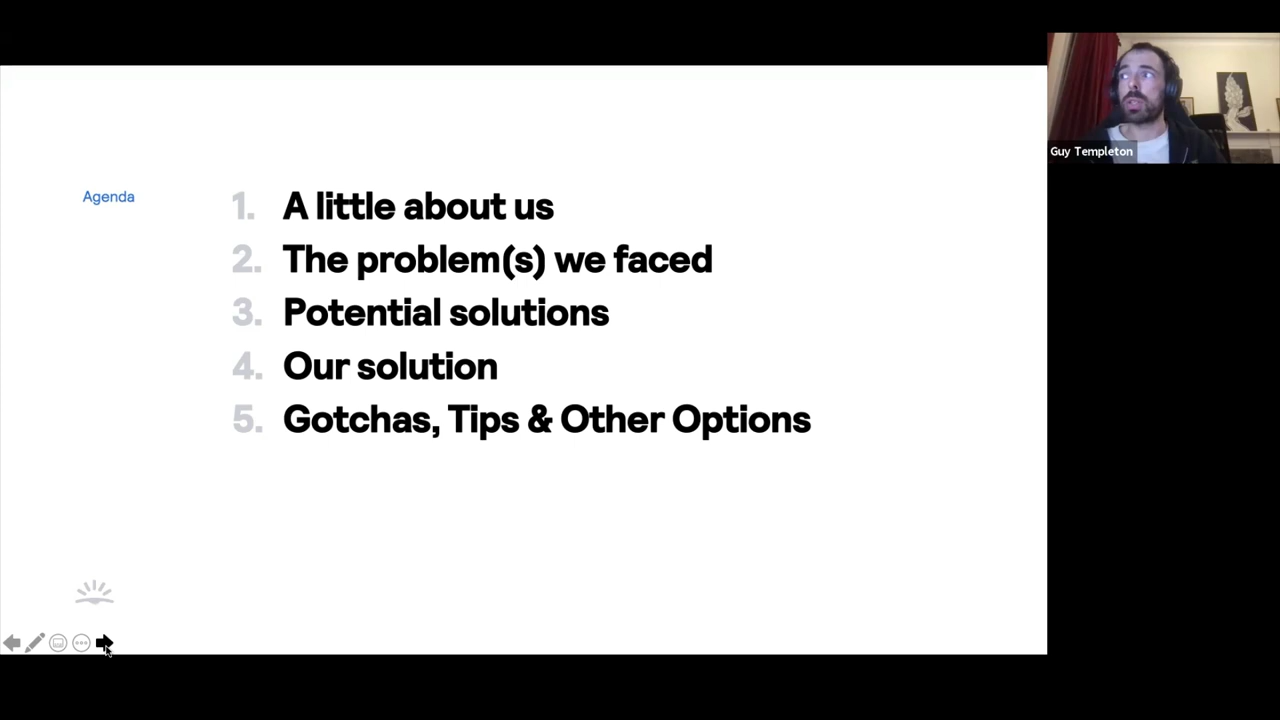 Agenda
1. A little about us
2. The problem(s) we faced
3. Potential solutions
4. Our solution
5. Gotchas, Tips & Other Options
Guy Templeton